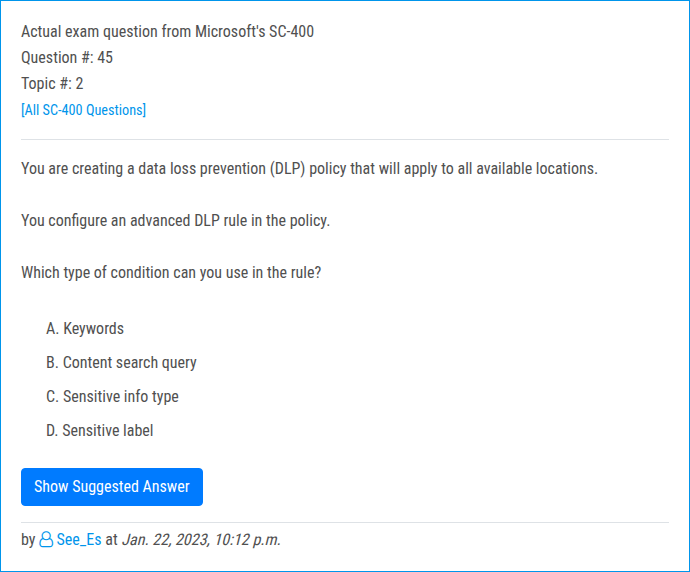 Actual exam question from Microsoft's SC-400
Question #: 45
Topic #: 2
[All SC-400 Questions]
You are creating a data loss prevention (DLP) policy that will apply to all available locations.
You configure an advanced DLP rule in the policy.
Which type of condition can you use in the rule?
A. Keywords
B. Content search query
C. Sensitive info type
D. Sensitive label
Show Suggested Answer
by See_Es at Jan. 22, 2023, 10:12 p.m.